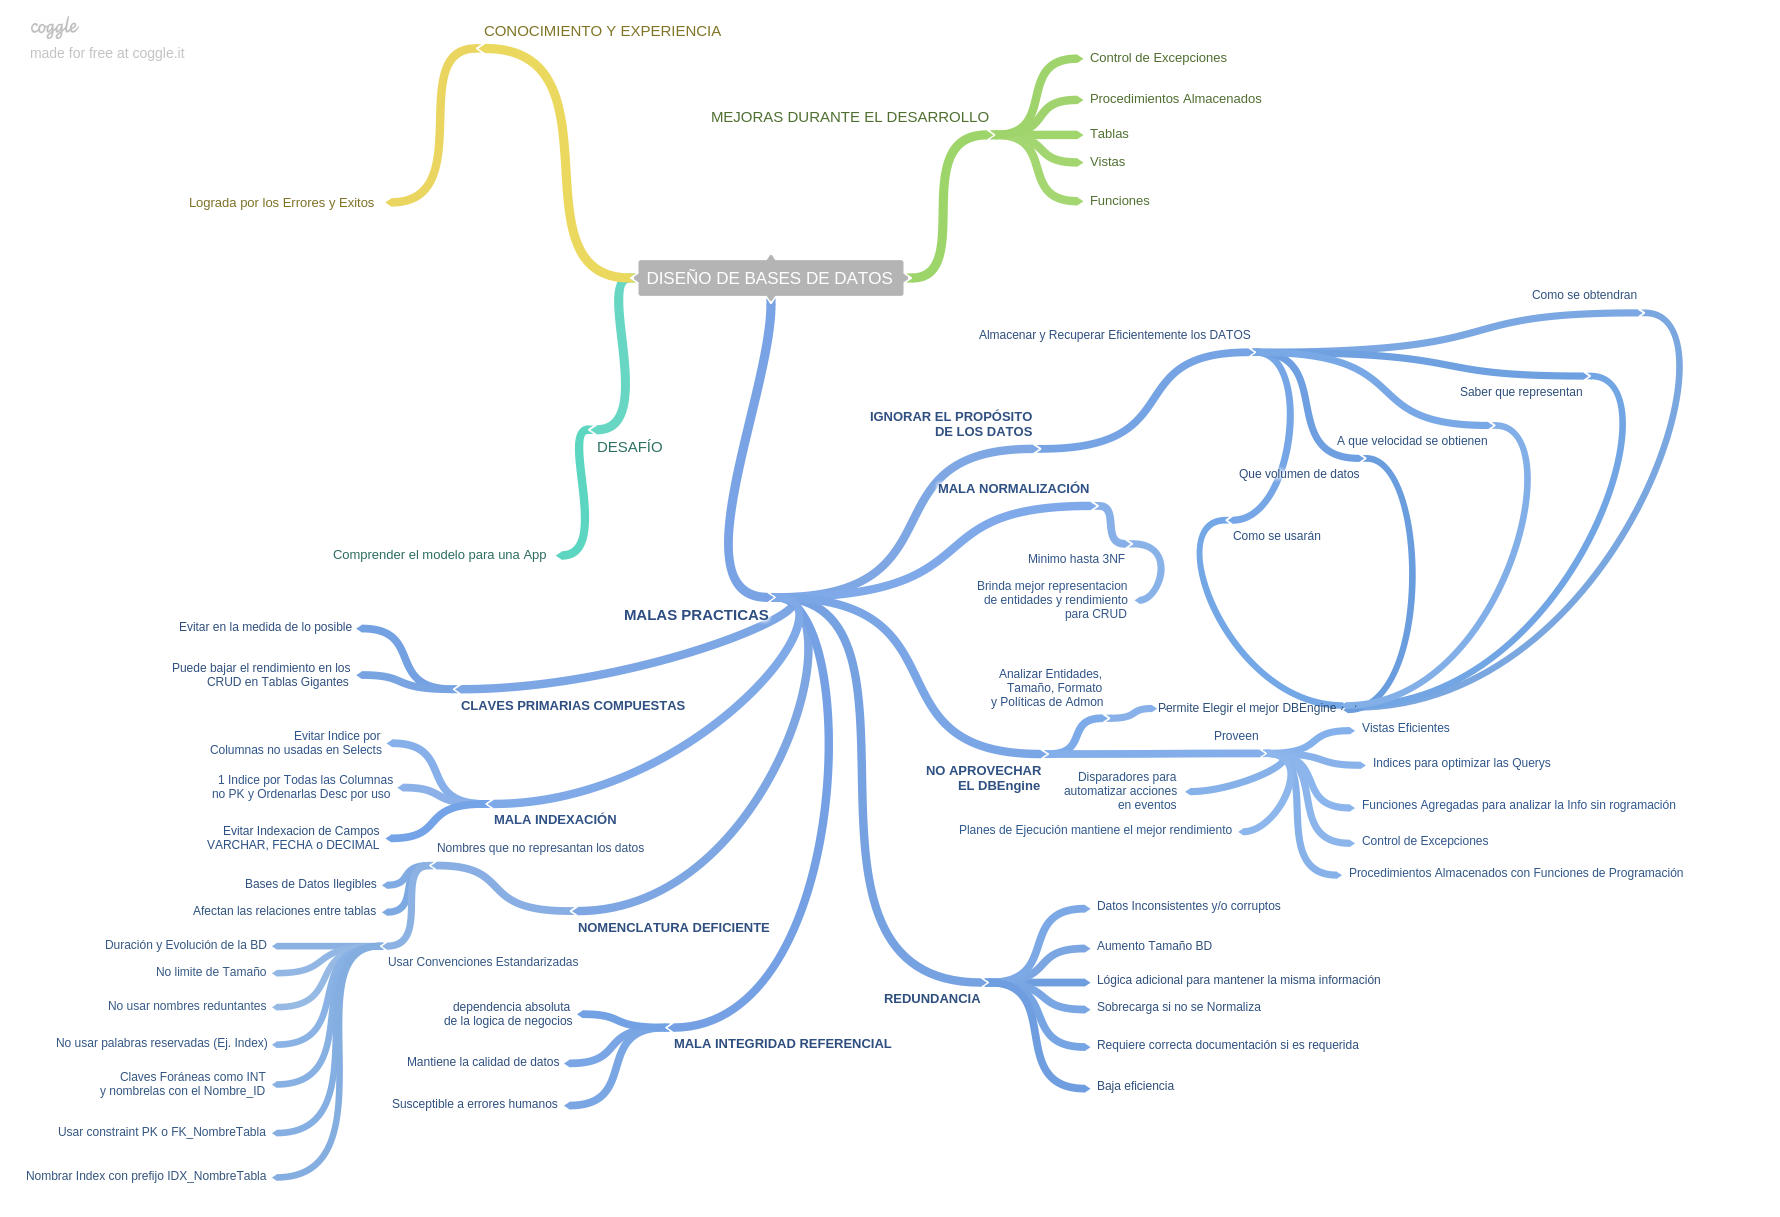 coggle
made for free at coggle.it
CONOCIMIENTO Y EXPERIENCIA
Lograda por los Errores y Exitos
MEJORAS DURANTE EL DESARROLLO
Control de Excepciones
Procedimientos Almacenados
Tablas
Vistas
Funciones
DISEÑO DE BASES DE DATOS
DESAFÍO
Comprender el modelo para una App
MALAS PRACTICAS
IGNORAR EL PROPÓSITO
DE LOS DATOS
Almacenar y Recuperar Eficientemente los DATOS
Como se obtendran
Saber que representan
A que velocidad se obtienen
Que volumen de datos
Como se usarán
MALA NORMALIZACIÓN
Minimo hasta 3NF
Brinda mejor representacion
de entidades y rendimiento
para CRUD
NO APROVECHAR
EL DBEngine
Analizar Entidades,
Tamaño, Formato
y Políticas de Admon
Permite Elegir el mejor DBEngine
Proveen
Vistas Eficientes
Indices para optimizar las Querys
Funciones Agregadas para analizar la Info sin rogramación
Control de Excepciones
Procedimientos Almacenados con Funciones de Programación
Disparadores para
automatizar acciones
en eventos
Planes de Ejecución mantiene el mejor rendimiento
REDUNDANCIA
Datos Inconsistentes y/o corruptos
Aumento Tamaño BD
Lógica adicional para mantener la misma información
Sobrecarga si no se Normaliza
Requiere correcta documentación si es requerida
Baja eficiencia
CLAVES PRIMARIAS COMPUESTAS
Evitar en la medida de lo posible
Puede bajar el rendimiento en los
CRUD en Tablas Gigantes
MALA INDEXACIÓN
Evitar Indice por
Columnas no usadas en Selects
1 Indice por Todas las Columnas
no PK y Ordenarlas Desc por uso
Evitar Indexacion de Campos
VARCHAR, FECHA o DECIMAL
NOMENCLATURA DEFICIENTE
Nombres que no represantan los datos
Bases de Datos Ilegibles
Afectan las relaciones entre tablas
Usar Convenciones Estandarizadas
Duración y Evolución de la BD
No limite de Tamaño
No usar nombres reduntantes
No usar palabras reservadas (Ej. Index)
Claves Foráneas como INT
y nombrelas con el Nombre_ID
Usar constraint PK o FK_NombreTabla
Nombrar Index con prefijo IDX_NombreTabla
MALA INTEGRIDAD REFERENCIAL
dependencia absoluta
de la logica de negocios
Mantiene la calidad de datos
Susceptible a errores humanos